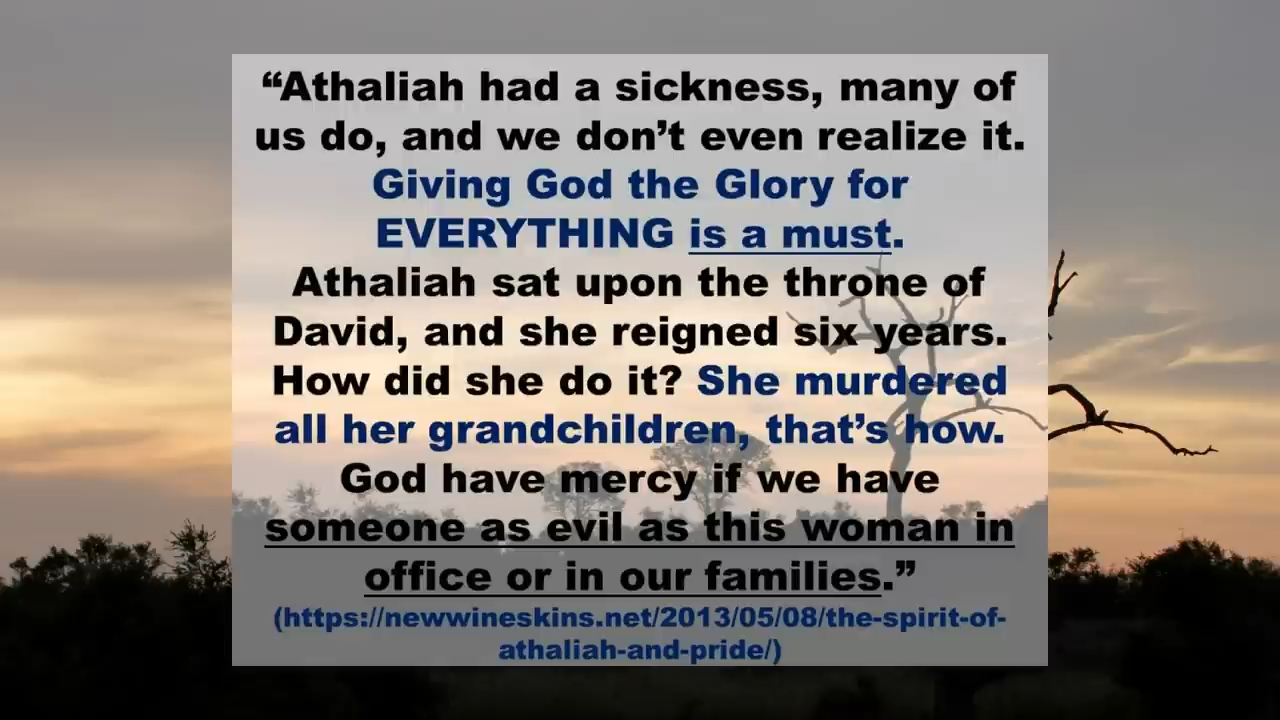 “Athaliah had a sickness, many of
us do, and we don’t even realize it.
Giving God the Glory for
EVERYTHING is a must.
Athaliah sat upon the throne of
David, and she reigned six years.
How did she do it? She murdered
all her grandchildren, that’s how.
God have mercy if we have
someone as evil as this woman in
office or in our families.”
(https://newwineskins.net/2013/05/08/the-spirit-of-
athaliah-and-pride/)